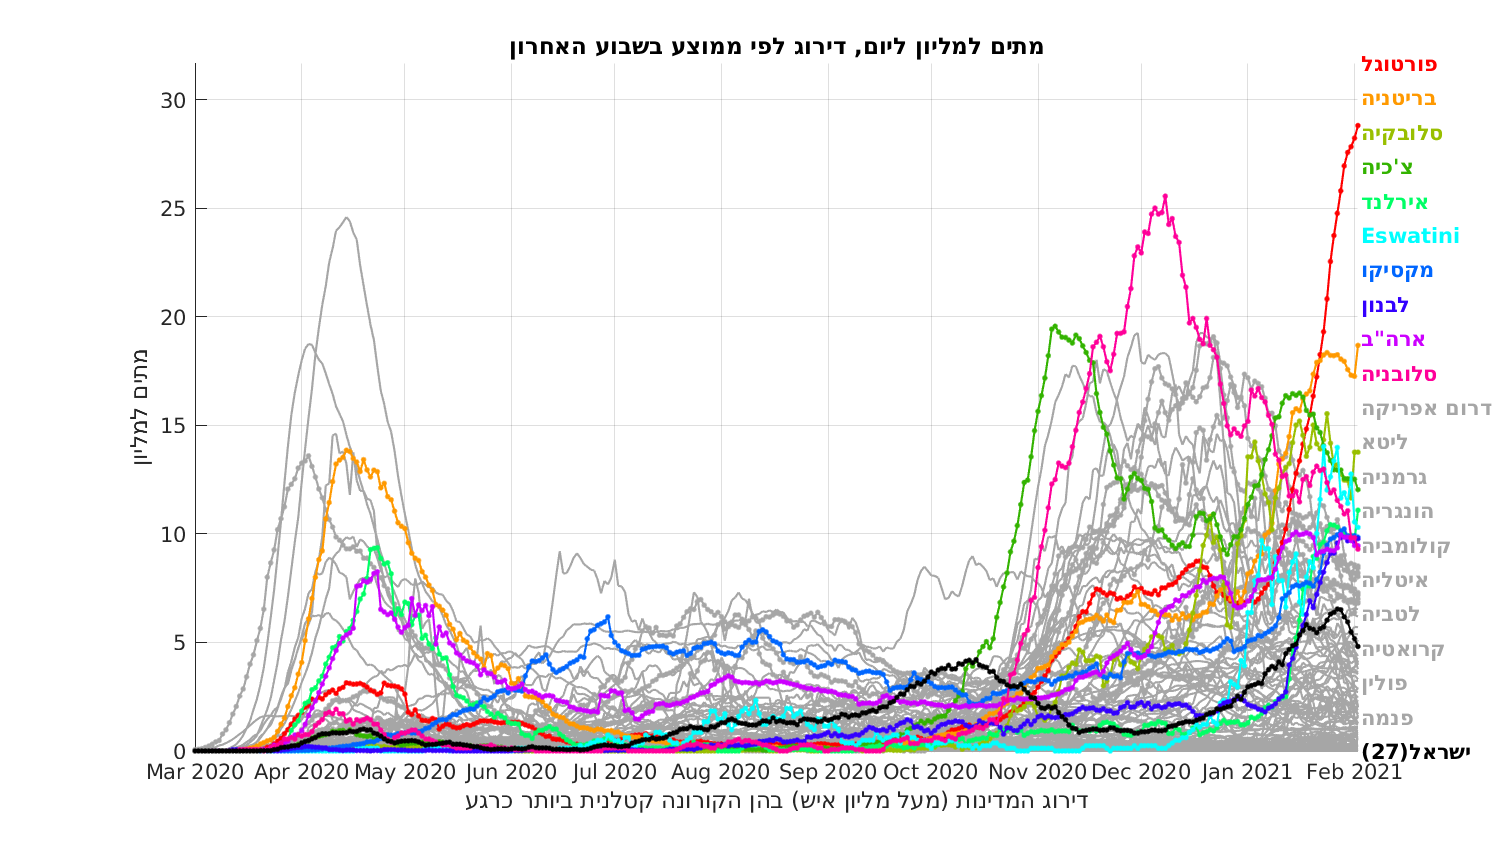 מתים למליון ליום, דירוג לפי ממוצע בשבוע האחרון
מתים למליון
30
25
20
15
10
5
0
Mar 2020 Apr 2020 May 2020 Jun 2020 Jul 2020 Aug 2020 Sep 2020 Oct 2020 Nov 2020 Dec 2020 Jan 2021 Feb 2021
דירוג המדינות (מעל מליון איש) בהן הקורונה קטלנית ביותר כרגע
פורטוגל
בריטניה
סלובקיה
צ'כיה
אירלנד
Eswatini
מקסיקו
לבנון
ארה"ב
סלובניה
דרום אפריקה
ליטא
גרמניה
הונגריה
קולומביה
איטליה
לטביה
קרואטיה
פולין
פנמה
ישראל(27)